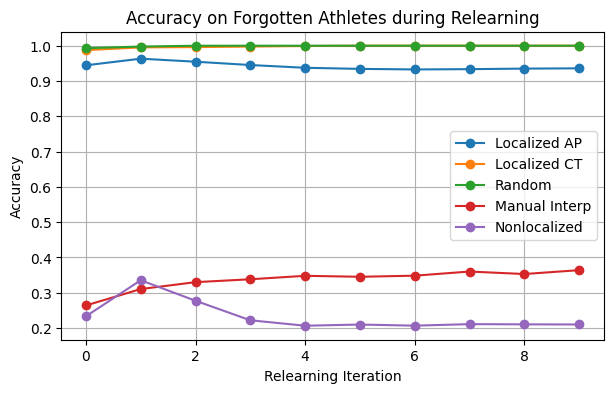 Accuracy on Forgotten Athletes during Relearning
Accuracy
1.0
0.9
0.8
0.7
0.6
0.5
0.4
0.3
0.2
Localized AP
Localized CT
Random
Manual Interp
Nonlocalized
0 2 4 6 8
Relearning Iteration